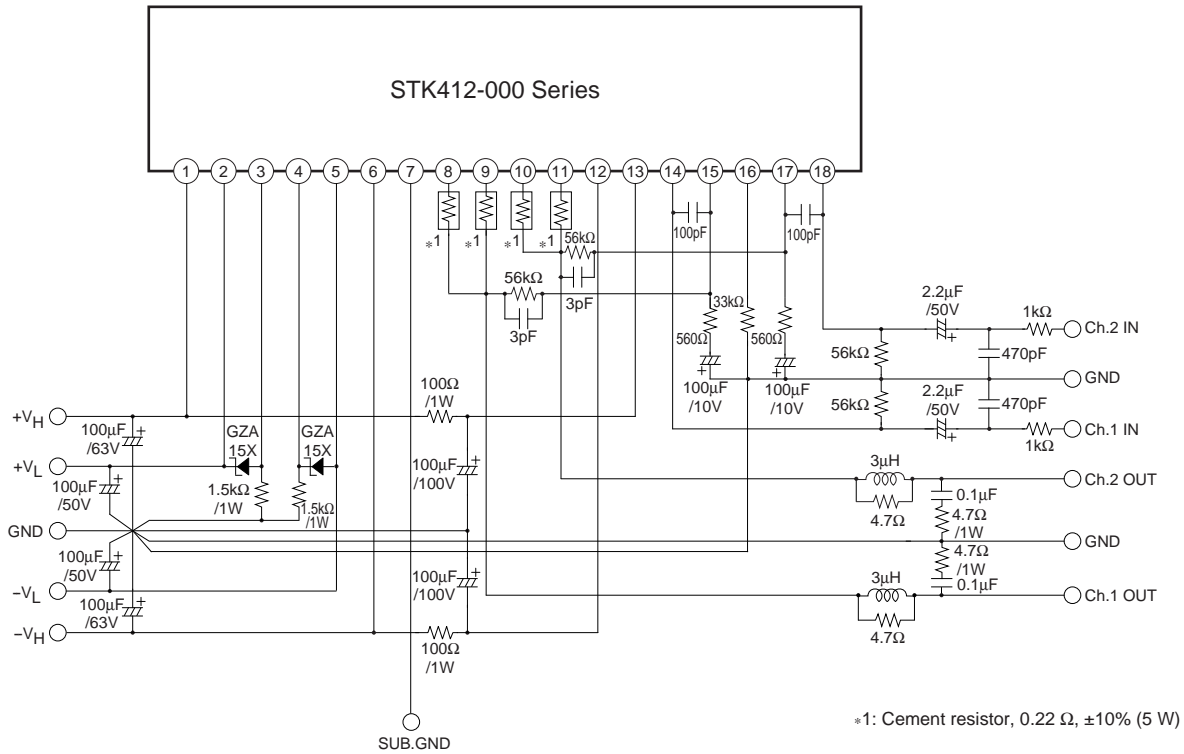 STK412-000 Series
1 2 3 4 5 6 7 8 9 10 11 12 13 14 15 16 17 18
*1 *1 *1 *1
56kΩ
3pF
56kΩ
3pF
100pF
100pF
33kΩ
560Ω
560Ω
100µF
/10V
100µF
/10V
2.2µF
/50V
1kΩ
Ch.2 IN
56kΩ
470pF
GND
56kΩ
2.2µF
/50V
470pF
Ch.1 IN
1kΩ
+VH
100µF
/63V
100Ω
/1W
GZA
15X
GZA
15X
+VL
100µF
/50V
1.5kΩ
/1W
1.5kΩ
/1W
100µF
/100V
GND
100µF
/50V
–VL
100µF
/63V
100µF
/100V
–VH
100Ω
/1W
3µH
Ch.2 OUT
4.7Ω
0.1µF
4.7Ω
/1W
GND
4.7Ω
/1W
0.1µF
3µH
Ch.1 OUT
4.7Ω
SUB.GND
*1: Cement resistor, 0.22 Ω, ±10% (5 W)